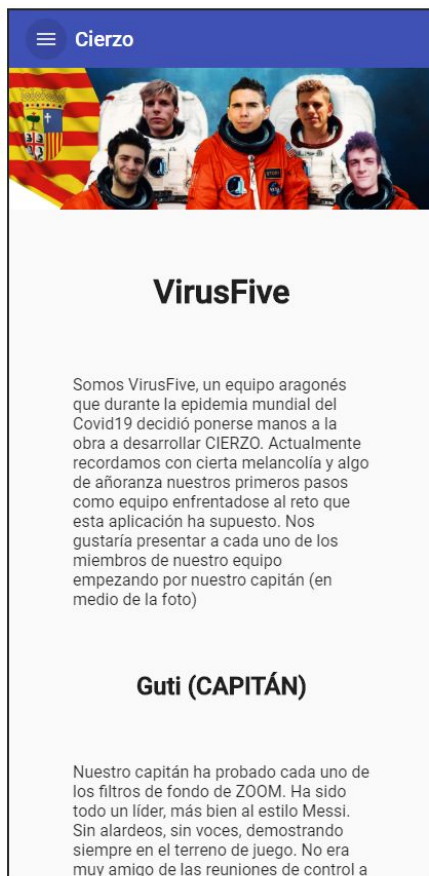 Cierzo
VirusFive
Somos VirusFive, un equipo aragonés
que durante la epidemia mundial del
Covid19 decidió ponerse manos a la
obra a desarrollar CIERZO. Actualmente
recordamos con cierta melancolía y algo
de añoranza nuestros primeros pasos
como equipo enfrentadose al reto que
esta aplicación ha supuesto. Nos
gustaría presentar a cada uno de los
miembros de nuestro equipo
empezando por nuestro capitán (en
medio de la foto)
Guti (CAPITÁN)
Nuestro capitán ha probado cada uno de
los filtros de fondo de ZOOM. Ha sido
todo un líder, más bien al estilo Messi.
Sin alardeos, sin voces, demostrando
siempre en el terreno de juego. No era
muy amigo de las reuniones de control a